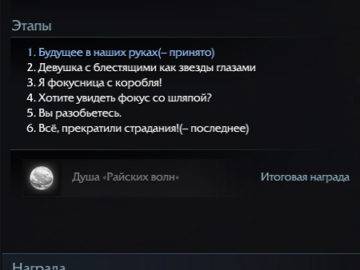 Этапы
1. Будущее в наших руках(– принято)
2. Девушка с блестящими как звезды глазами
3. Я фокусница с корабля!
4. Хотите увидеть фокус со шляпой?
5. Вы разобьетесь.
6. Всё, прекратили страдания!(– последнее)
Душа «Райских волн» Итоговая награда
Награда